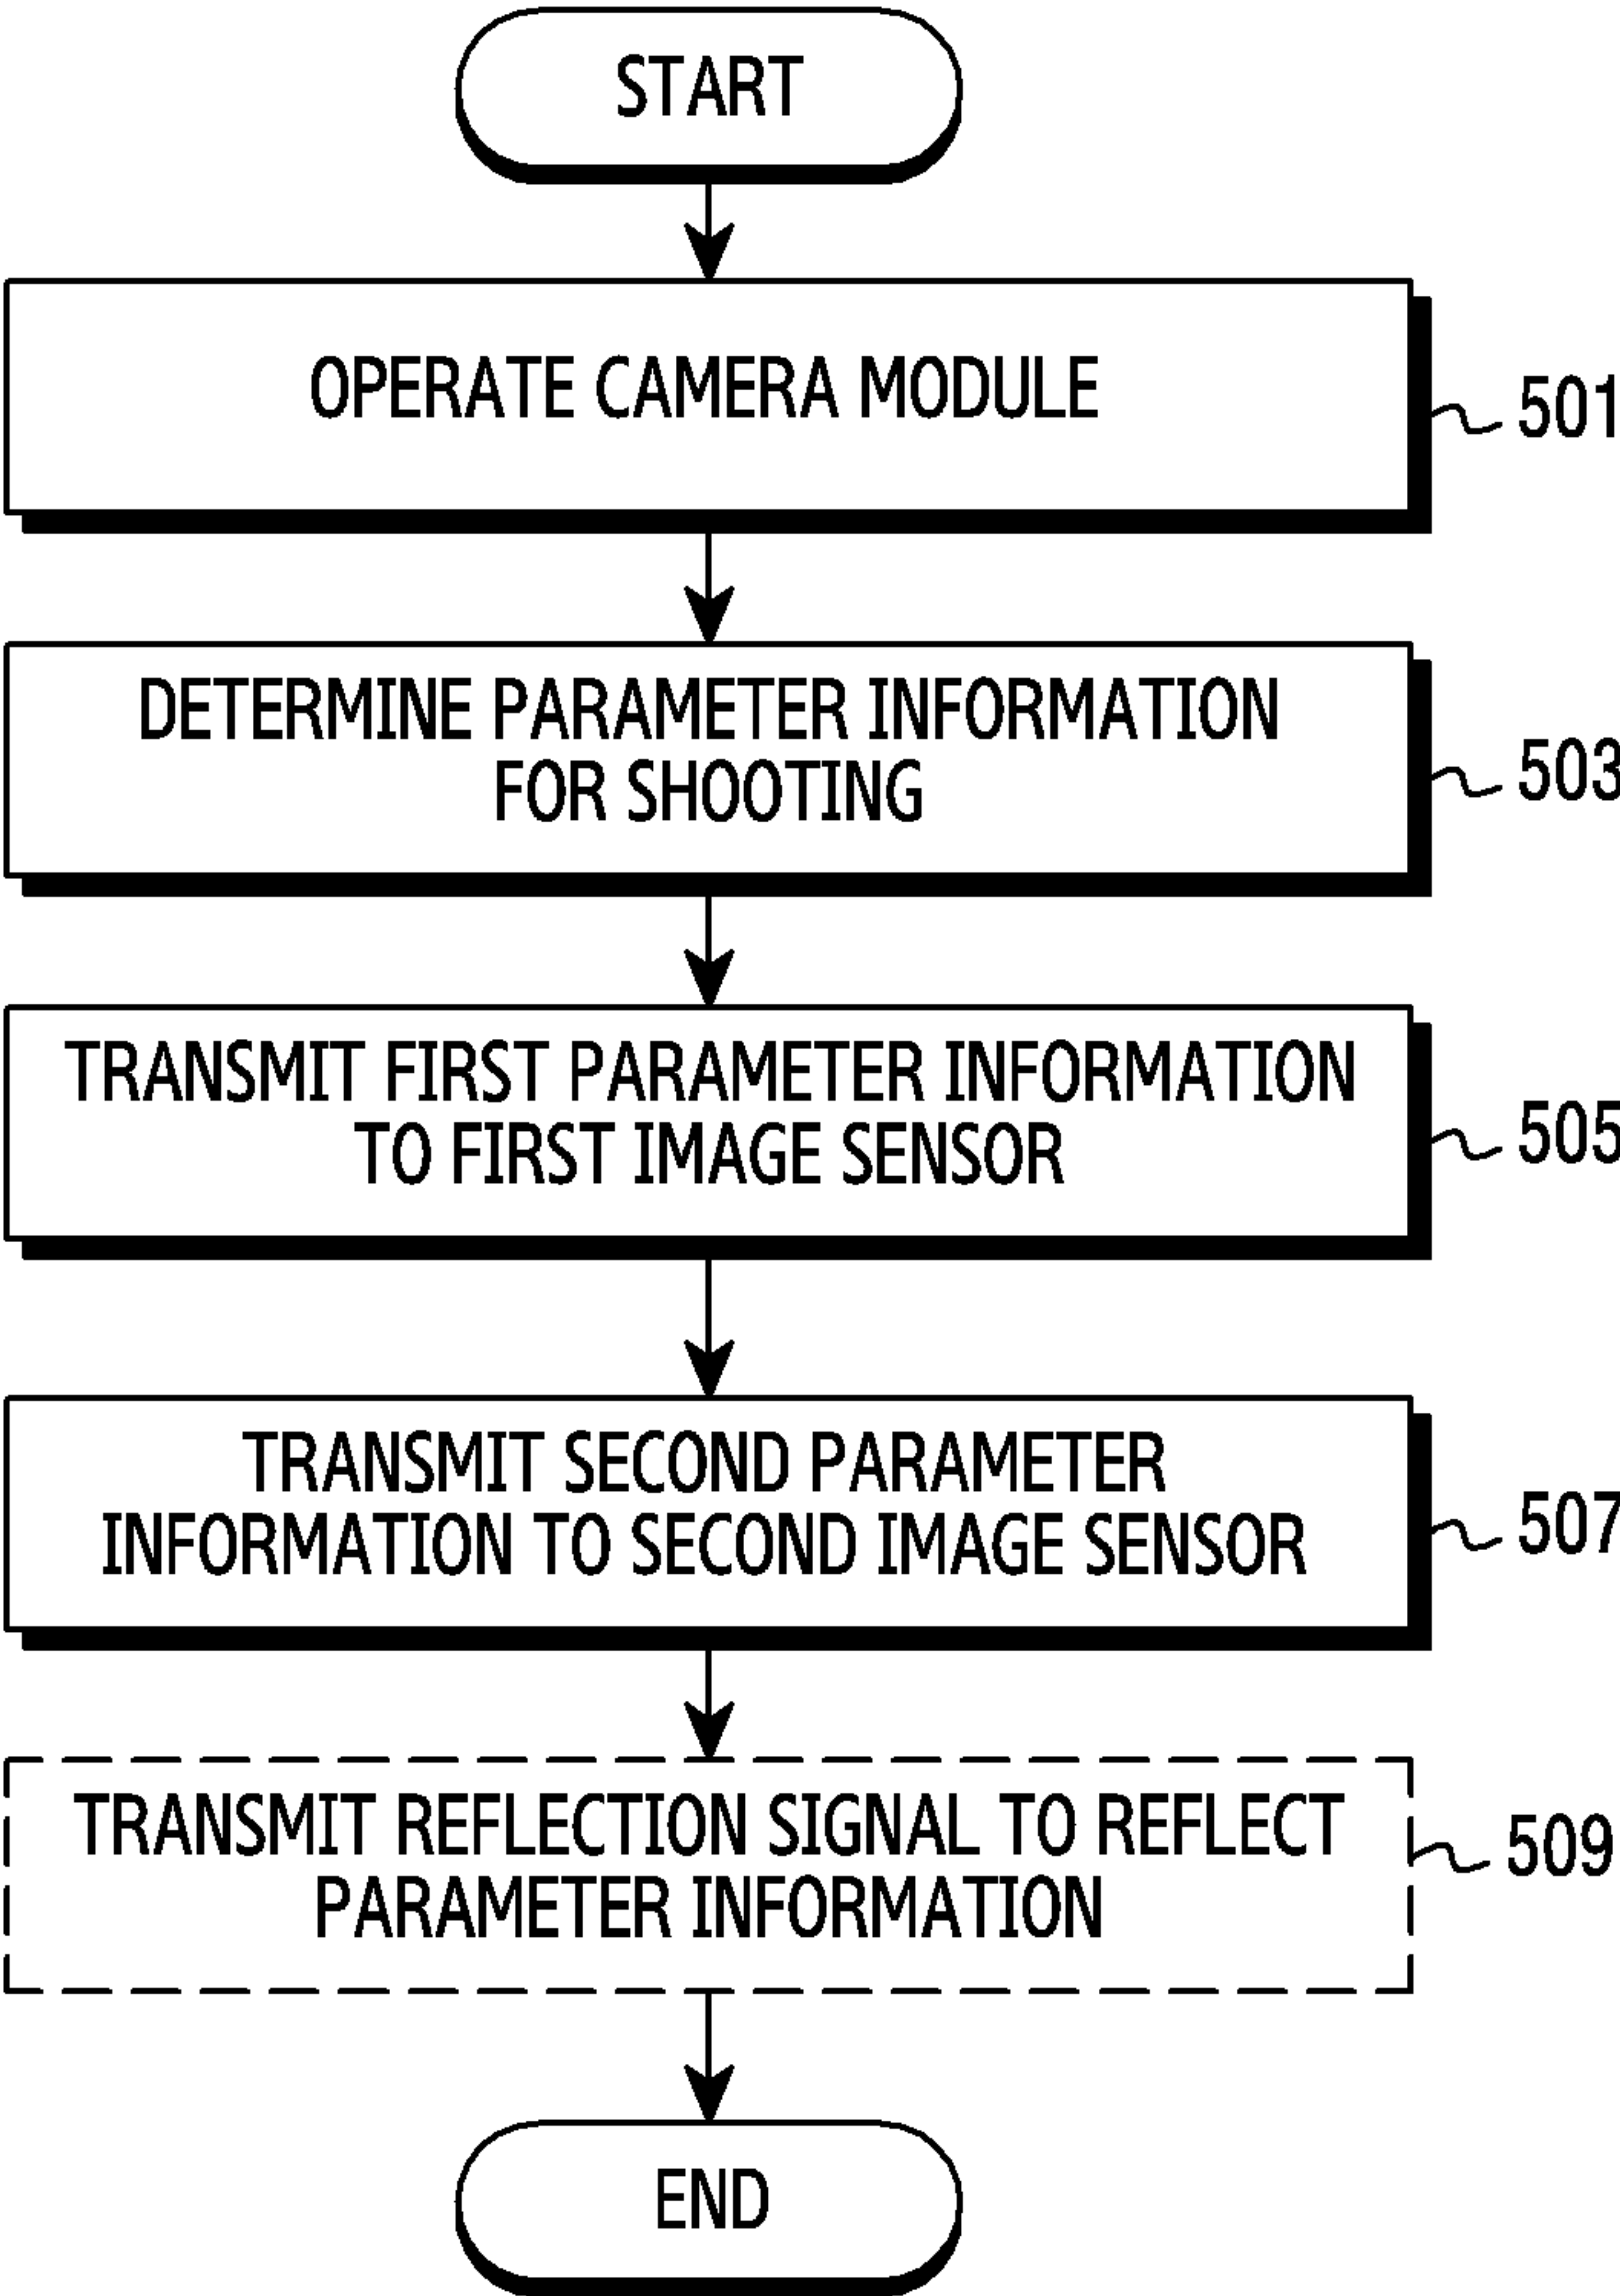 START
OPERATE CAMERA MODULE
501
DETERMINE PARAMETER INFORMATION
FOR SHOOTING
503
TRANSMIT FIRST PARAMETER INFORMATION
TO FIRST IMAGE SENSOR
505
TRANSMIT SECOND PARAMETER
INFORMATION TO SECOND IMAGE SENSOR
507
TRANSMIT REFLECTION SIGNAL TO REFLECT
PARAMETER INFORMATION
509
END